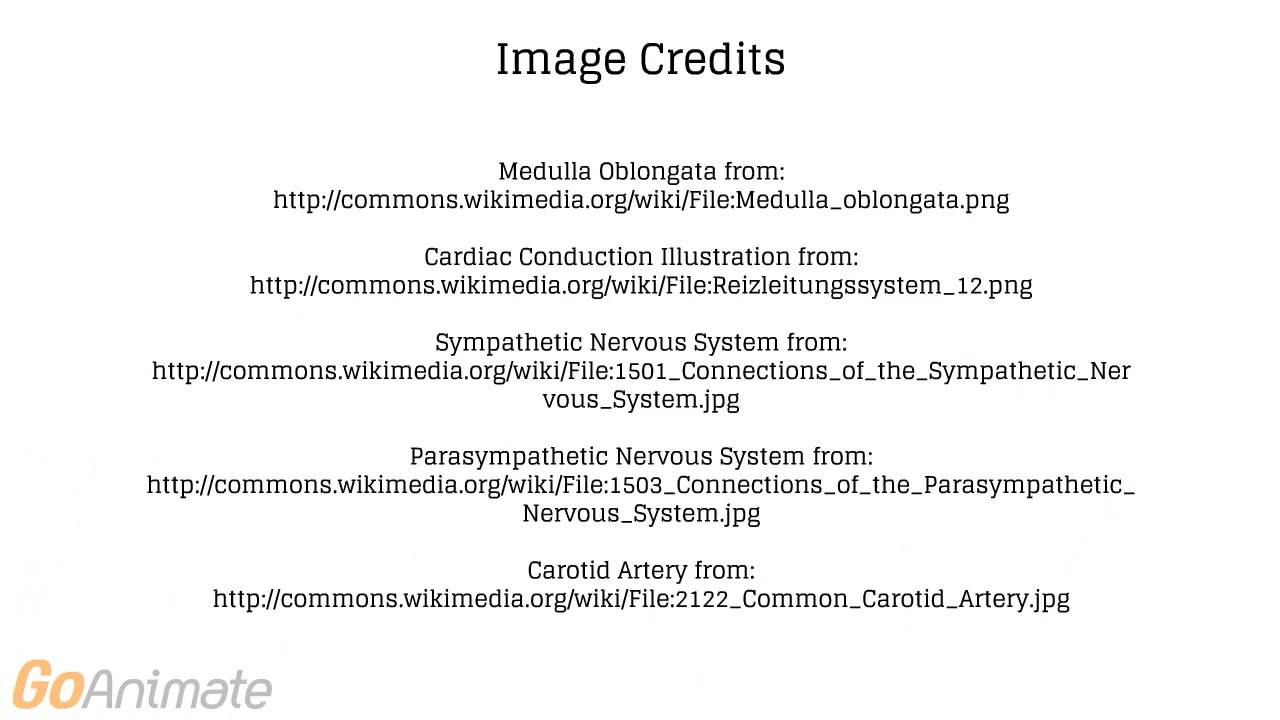 Image Credits
Medulla Oblongata from:
http://commons.wikimedia.org/wiki/File:Medulla_oblongata.png
Cardiac Conduction Illustration from:
http://commons.wikimedia.org/wiki/File:Reizleitungssystem_12.png
Sympathetic Nervous System from:
http://commons.wikimedia.org/wiki/File:1501_Connections_of_the_Sympathetic_Ner
vous_System.jpg
Parasympathetic Nervous System from:
http://commons.wikimedia.org/wiki/File:1503_Connections_of_the_Parasympathetic_
Nervous_System.jpg
Carotid Artery from:
http://commons.wikimedia.org/wiki/File:2122_Common_Carotid_Artery.jpg
GoAnimate